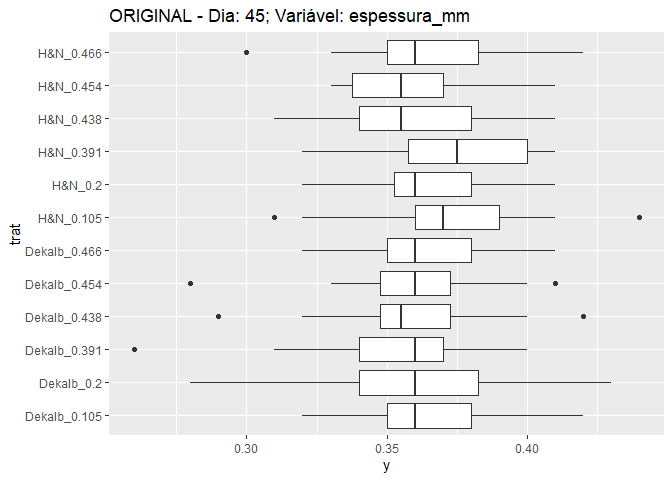 ORIGINAL - Dia: 45; Variável: espessura_mm
H&N_0.466
H&N_0.454
H&N_0.438
H&N_0.391
H&N_0.2
H&N_0.105
Dekalb_0.466
Dekalb_0.454
Dekalb_0.438
Dekalb_0.391
Dekalb_0.2
Dekalb_0.105
trat
0.30 0.35 0.40
y